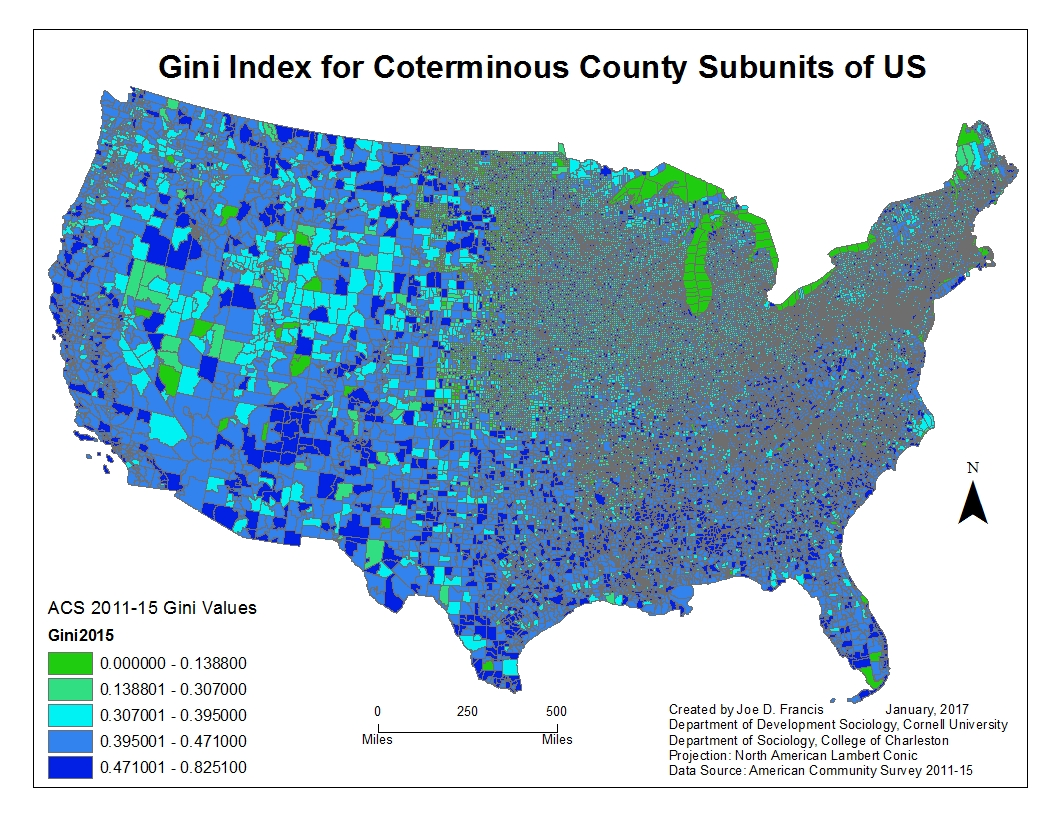 Gini Index for Coterminous County Subunits of US
N
ACS 2011-15 Gini Values
Gini2015
0.000000 - 0.138800
0.138801 - 0.307000
0.307001 - 0.395000
0.395001 - 0.471000
0.471001 - 0.825100
0 250 500
Miles Miles
Created by Joe D. Francis January, 2017
Department of Development Sociology, Cornell University
Department of Sociology, College of Charleston
Projection: North American Lambert Conic
Data Source: American Community Survey 2011-15